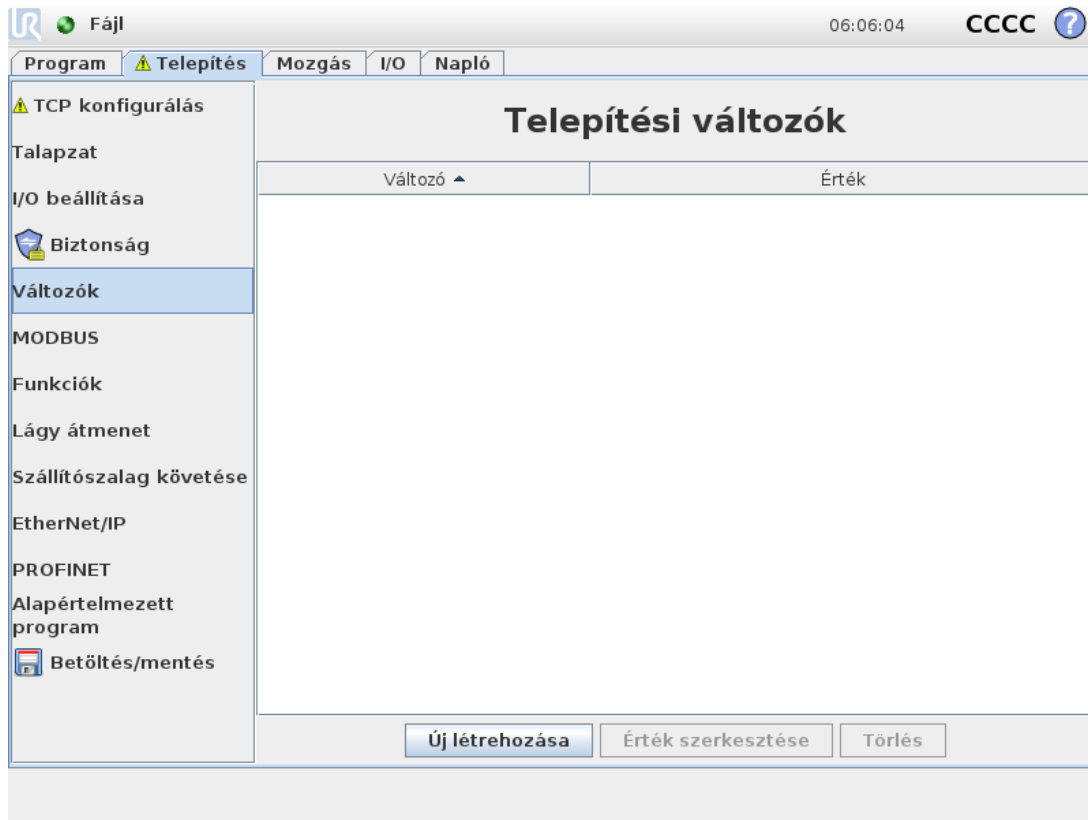 Fájl
06:06:04
CCCC
?
Program
Telepítés
Mozgás
I/O
Napló
TCP konfigurálás
Talapzat
I/O beállítása
Biztonság
Változók
MODBUS
Funkciók
Lágy átmenet
Szállítószalag követése
EtherNet/IP
PROFINET
Alapértelmezett
program
Betöltés/mentés
Telepítési változók
Változó
Érték
Új létrehozása
Érték szerkesztése
Törlés